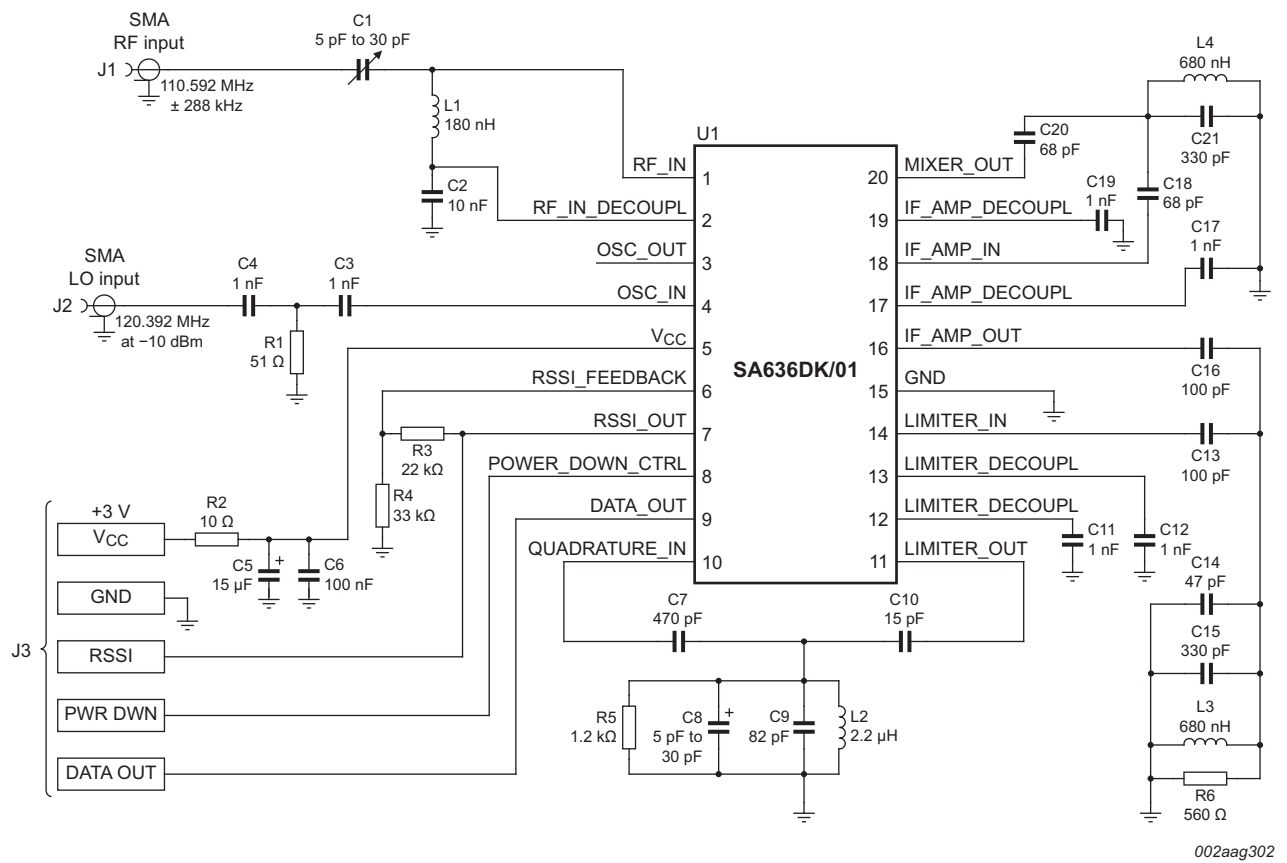 SMA
RF input
J1
110.592 MHz
± 288 kHz
C1
5 pF to 30 pF
L1
180 nH
C2
10 nF
SMA
LO input
J2
120.392 MHz
at −10 dBm
C4
1 nF
C3
1 nF
R1
51 Ω
U1
SA636DK/01
RF_IN
1
RF_IN_DECOUPL
2
OSC_OUT
3
OSC_IN
4
VCC
5
RSSI_FEEDBACK
6
RSSI_OUT
7
POWER_DOWN_CTRL
8
DATA_OUT
9
QUADRATURE_IN
10
20
MIXER_OUT
19
IF_AMP_DECOUPL
18
IF_AMP_IN
17
IF_AMP_DECOUPL
16
IF_AMP_OUT
15
GND
14
LIMITER_IN
13
LIMITER_DECOUPL
12
LIMITER_DECOUPL
11
LIMITER_OUT
L4
680 nH
C20
68 pF
C21
330 pF
C19
1 nF
C18
68 pF
C17
1 nF
C16
100 pF
C13
100 pF
C11
1 nF
C12
1 nF
C14
47 pF
C15
330 pF
L3
680 nH
R6
560 Ω
R3
22 kΩ
R4
33 kΩ
J3
+3 V
VCC
GND
RSSI
PWR DWN
DATA OUT
R2
10 Ω
C5
15 μF
+
C6
100 nF
C7
470 pF
C10
15 pF
R5
1.2 kΩ
C8
5 pF to
30 pF
+
C9
82 pF
L2
2.2 μH
002aag302